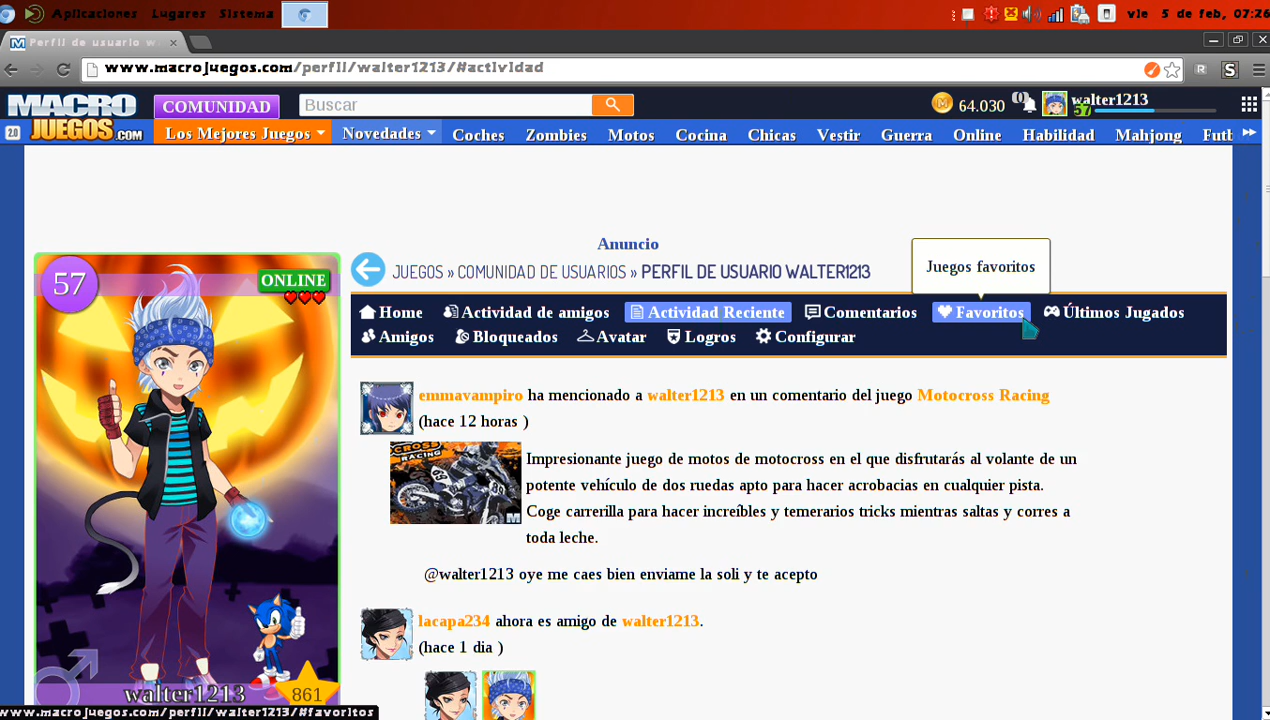 Aplicaciones Lugares Sistema
vie 5 de feb, 07:26
Perfil de usuario w
www.macrojuegos.com/perfil/walter1213/#actividad
MACRO JUEGOS.COM
COMUNIDAD
Buscar
64.030
(0)
walter1213
57
2.0
Los Mejores Juegos
Novedades
Coches
Zombies
Motos
Cocina
Chicas
Vestir
Guerra
Online
Habilidad
Mahjong
Futb
Anuncio
Juegos favoritos
JUEGOS » COMUNIDAD DE USUARIOS » PERFIL DE USUARIO WALTER1213
57
ONLINE
Home
Actividad de amigos
Actividad Reciente
Comentarios
Favoritos
Últimos Jugados
Amigos
Bloqueados
Avatar
Logros
Configurar
emmavampiro ha mencionado a walter1213 en un comentario del juego Motocross Racing
(hace 12 horas )
Impresionante juego de motos de motocross en el que disfrutarás al volante de un
potente vehículo de dos ruedas apto para hacer acrobacias en cualquier pista.
Coge carrerilla para hacer increíbles y temerarios tricks mientras saltas y corres a
toda leche.
@walter1213 oye me caes bien enviame la soli y te acepto
lacapa234 ahora es amigo de walter1213.
(hace 1 dia )
walter1213
861
www.macrojuegos.com/perfil/walter1213/#favoritos